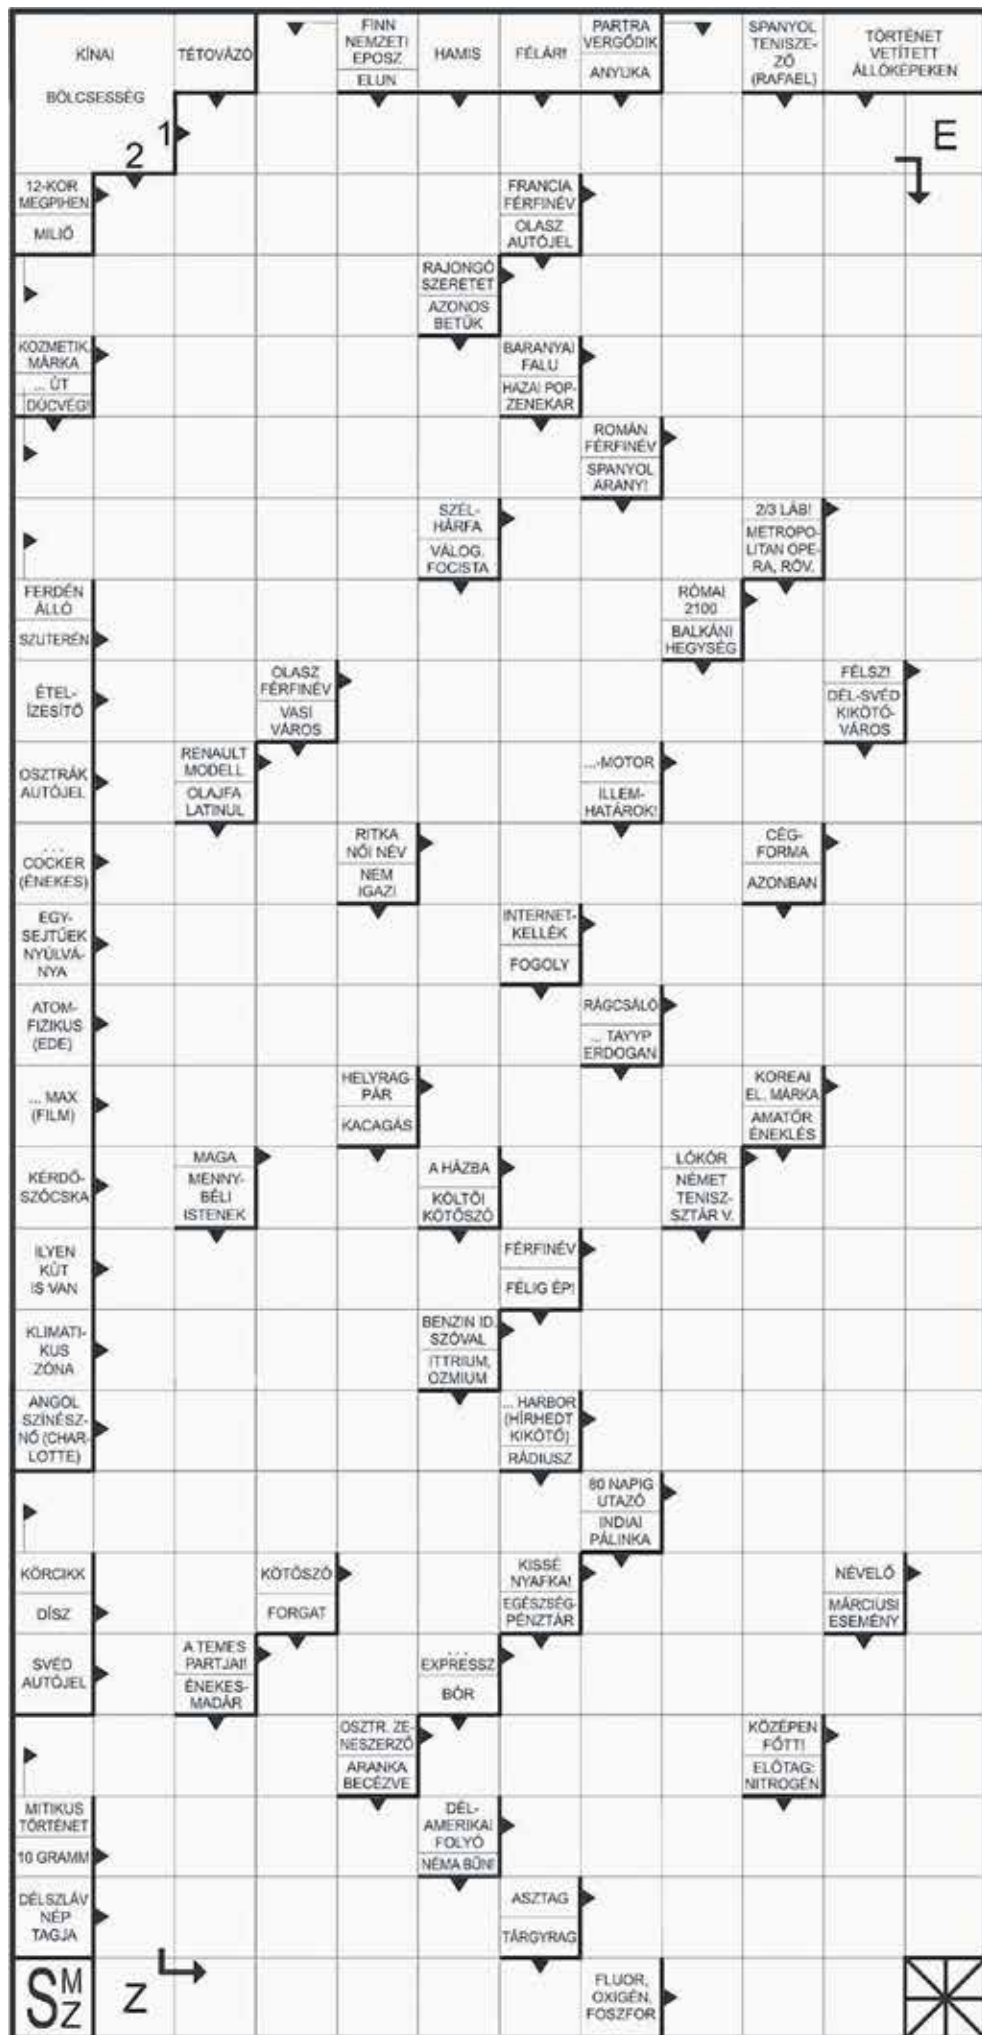 KÍNAI
BÖLCSESSÉG
TÉTOVÁZÓ
FINN
NEMZETI
EPOSZ
ELUN
HAMIS
FÉLÁR!
PARTRA
VERGŐDIK
ANYUKA
SPANYOL
TENISZE-
ZŐ
(RAFAEL)
TÖRTÉNET
VETÍTETT
ÁLLÓKÉPEKEN
1
E
2
12-KOR
MEGPIHEN
MILIŐ
FRANCIA
FÉRFINÉV
OLASZ
AUTÓJEL
RAJONGÓ
SZERETET
AZONOS
BETŰK
KOZMETIK.
MÁRKA
... ÚT
DÚCVÉG!
BARANYAI
FALU
HAZAI POP-
ZENEKAR
ROMÁN
FÉRFINÉV
SPANYOL
ARANY!
SZÉL-
HÁRFA
VÁLOG.
FOCISTA
2/3 LÁB!
METROPO-
LITAN OPE-
RA, RÖV.
FERDÉN
ÁLLÓ
SZUTERÉN
RÓMAI
2100
BALKÁNI
HEGYSÉG
ÉTEL-
ÍZESÍTŐ
OLASZ
FÉRFINÉV
VASI
VÁROS
FÉLSZ!
DÉL-SVÉD
KIKÖTŐ-
VÁROS
OSZTRÁK
AUTÓJEL
RENAULT
MODELL
OLAJFA
LATINUL
...-MOTOR
ILLEM-
HATÁROK!
...
COCKER
(ÉNEKES)
RITKA
NŐI NÉV
NEM
IGAZI
CÉG-
FORMA
AZONBAN
EGY-
SEJTŰEK
NYÚLVÁ-
NYA
INTERNET-
KELLÉK
FOGOLY
ATOM-
FIZIKUS
(EDE)
RÁGCSÁLÓ
... TAYYP
ERDOGAN
... MAX
(FILM)
HELYRAG-
PÁR
KACAGÁS
KOREAI
EL. MÁRKA
AMATŐR
ÉNEKLÉS
KÉRDŐ-
SZÓCSKA
MAGA
MENNY-
BÉLI
ISTENEK
A HÁZBA
KÖLTŐI
KÖTŐSZÓ
LÓKÓR
NÉMET
TENISZ-
SZTÁR V.
ILYEN
KÚT
IS VAN
FÉRFINÉV
FÉLIG ÉP!
KLIMATI-
KUS
ZÓNA
BENZIN ID.
SZÓVAL
ITTRIUM,
OZMIUM
ANGOL
SZÍNÉSZ-
NŐ (CHAR-
LOTTE)
... HARBOR
(HÍRHEDT
KIKÖTŐ)
RÁDIUSZ
80 NAPIG
UTAZÓ
INDIAI
PÁLINKA
KÖRCIKK
DÍSZ
KÖTŐSZÓ
FORGAT
KISSÉ
NYAFKA!
EGÉSZSÉG-
PÉNZTÁR
NÉVELŐ
MÁRCIUSI
ESEMÉNY
SVÉD
AUTÓJEL
A TEMES
PARTJAI!
ÉNEKES-
MADÁR
...
EXPRESSZ
BÓR
OSZTR. ZE-
NESZERZŐ
ARANKA
BECÉZVE
KÖZÉPEN
FŐTT!
ELŐTAG:
NITROGÉN
MITIKUS
TÖRTÉNET
10 GRAMM
DÉL-
AMERIKAI
FOLYÓ
NÉMA BŰN!
DÉLSZLÁV
NÉP
TAGJA
ASZTAG
TÁRGYRAG
SMZ
Z
FLUOR,
OXIGÉN,
FOSZFOR